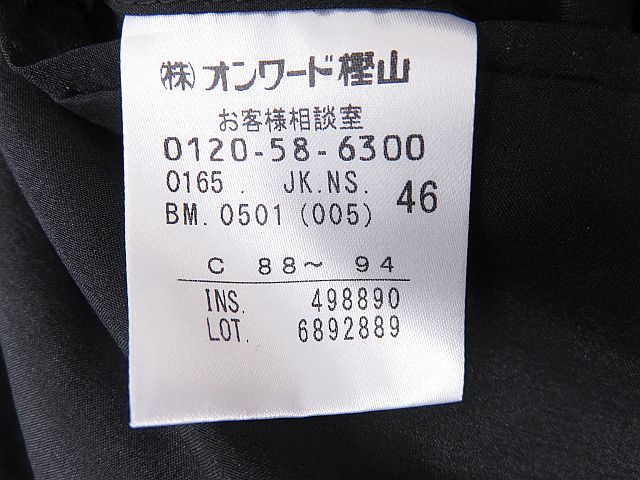 ㈱オンワード樫山
お客様相談室
0120-58-6300
0165 . JK.NS. 46
BM. 0501 (005)
C 88～ 94
INS. 498890
LOT. 6892889